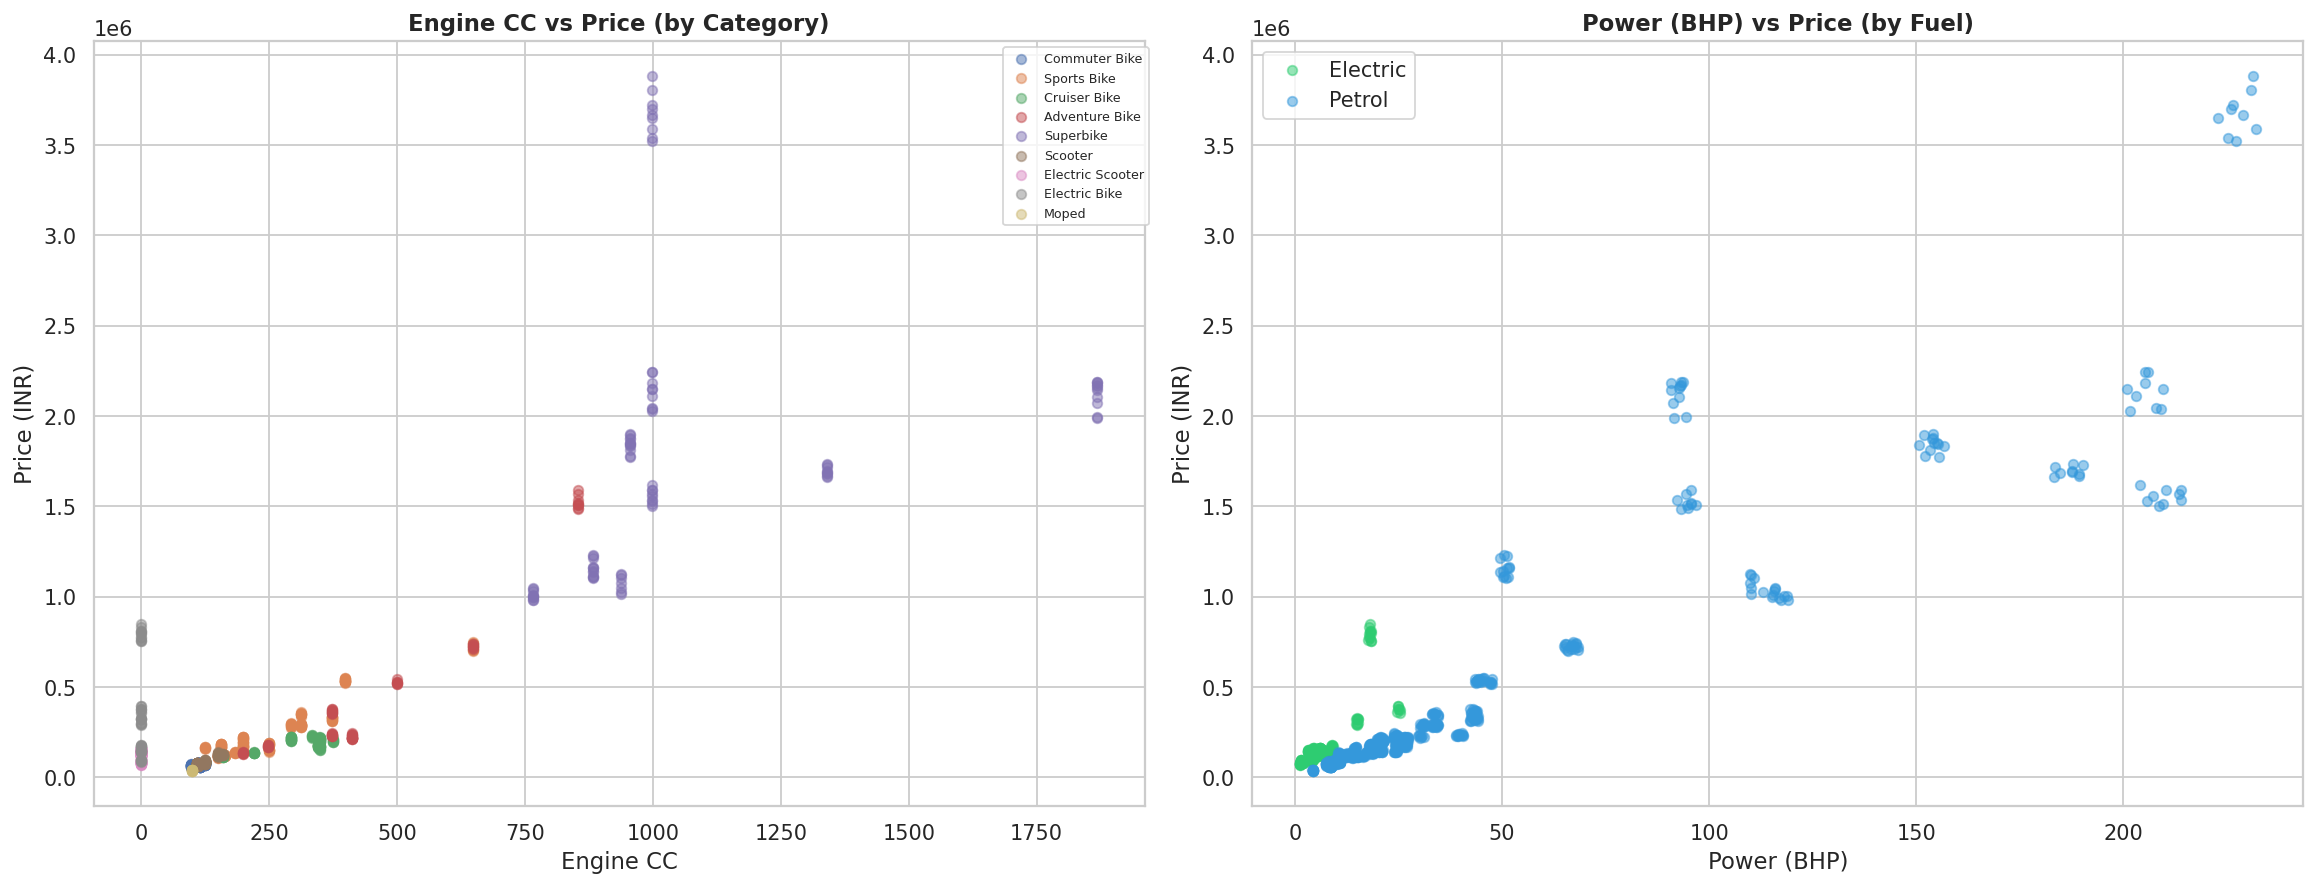 Engine CC vs Price (by Category)
1e6
4.0
3.5
3.0
2.5
2.0
1.5
1.0
0.5
0.0
Price (INR)
0 250 500 750 1000 1250 1500 1750
Engine CC
Commuter Bike
Sports Bike
Cruiser Bike
Adventure Bike
Superbike
Scooter
Electric Scooter
Electric Bike
Moped
Power (BHP) vs Price (by Fuel)
1e6
4.0
3.5
3.0
2.5
2.0
1.5
1.0
0.5
0.0
Price (INR)
0 50 100 150 200
Power (BHP)
Electric
Petrol